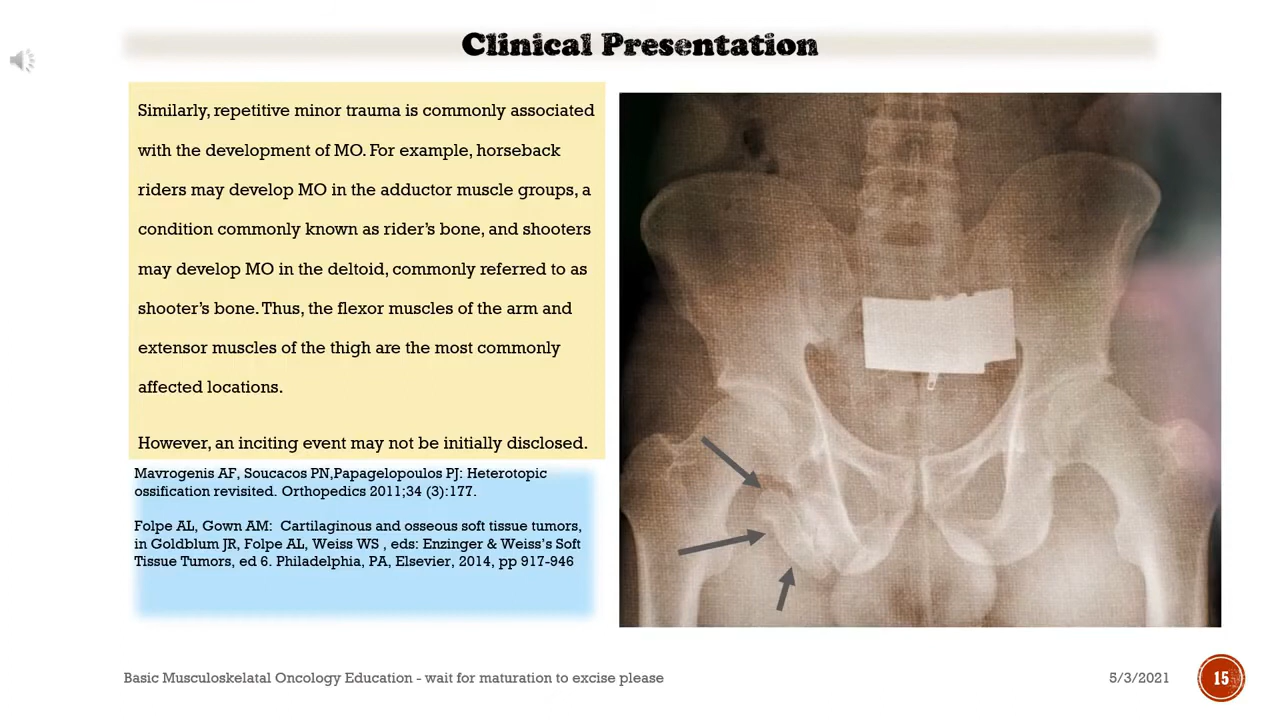 Clinical Presentation
Similarly, repetitive minor trauma is commonly associated
with the development of MO. For example, horseback
riders may develop MO in the adductor muscle groups, a
condition commonly known as rider's bone, and shooters
may develop MO in the deltoid, commonly referred to as
shooter's bone. Thus, the flexor muscles of the arm and
extensor muscles of the thigh are the most commonly
affected locations.
However, an inciting event may not be initially disclosed.
Mavrogenis AF, Soucacos PN,Papagelopoulos PJ: Heterotopic
ossification revisited. Orthopedics 2011;34 (3):177.
Folpe AL, Gown AM:  Cartilaginous and osseous soft tissue tumors,
in Goldblum JR, Folpe AL, Weiss WS , eds: Enzinger & Weiss's Soft
Tissue Tumors, ed 6. Philadelphia, PA, Elsevier, 2014, pp 917-946
Basic Musculoskelatal Oncology Education - wait for maturation to excise please
5/3/2021
15